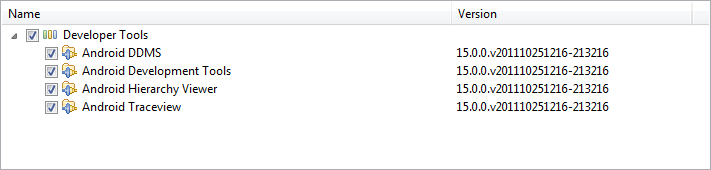 Name Version
Developer Tools
Android DDMS 15.0.0.v201110251216-213216
Android Development Tools 15.0.0.v201110251216-213216
Android Hierarchy Viewer 15.0.0.v201110251216-213216
Android Traceview 15.0.0.v201110251216-213216